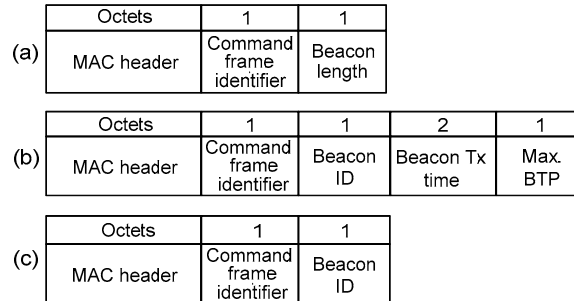 (a)
Octets 1 1
MAC header Command frame identifier Beacon length
(b)
Octets 1 1 2 1
MAC header Command frame identifier Beacon ID Beacon Tx time Max. BTP
(c)
Octets 1 1
MAC header Command frame identifier Beacon ID